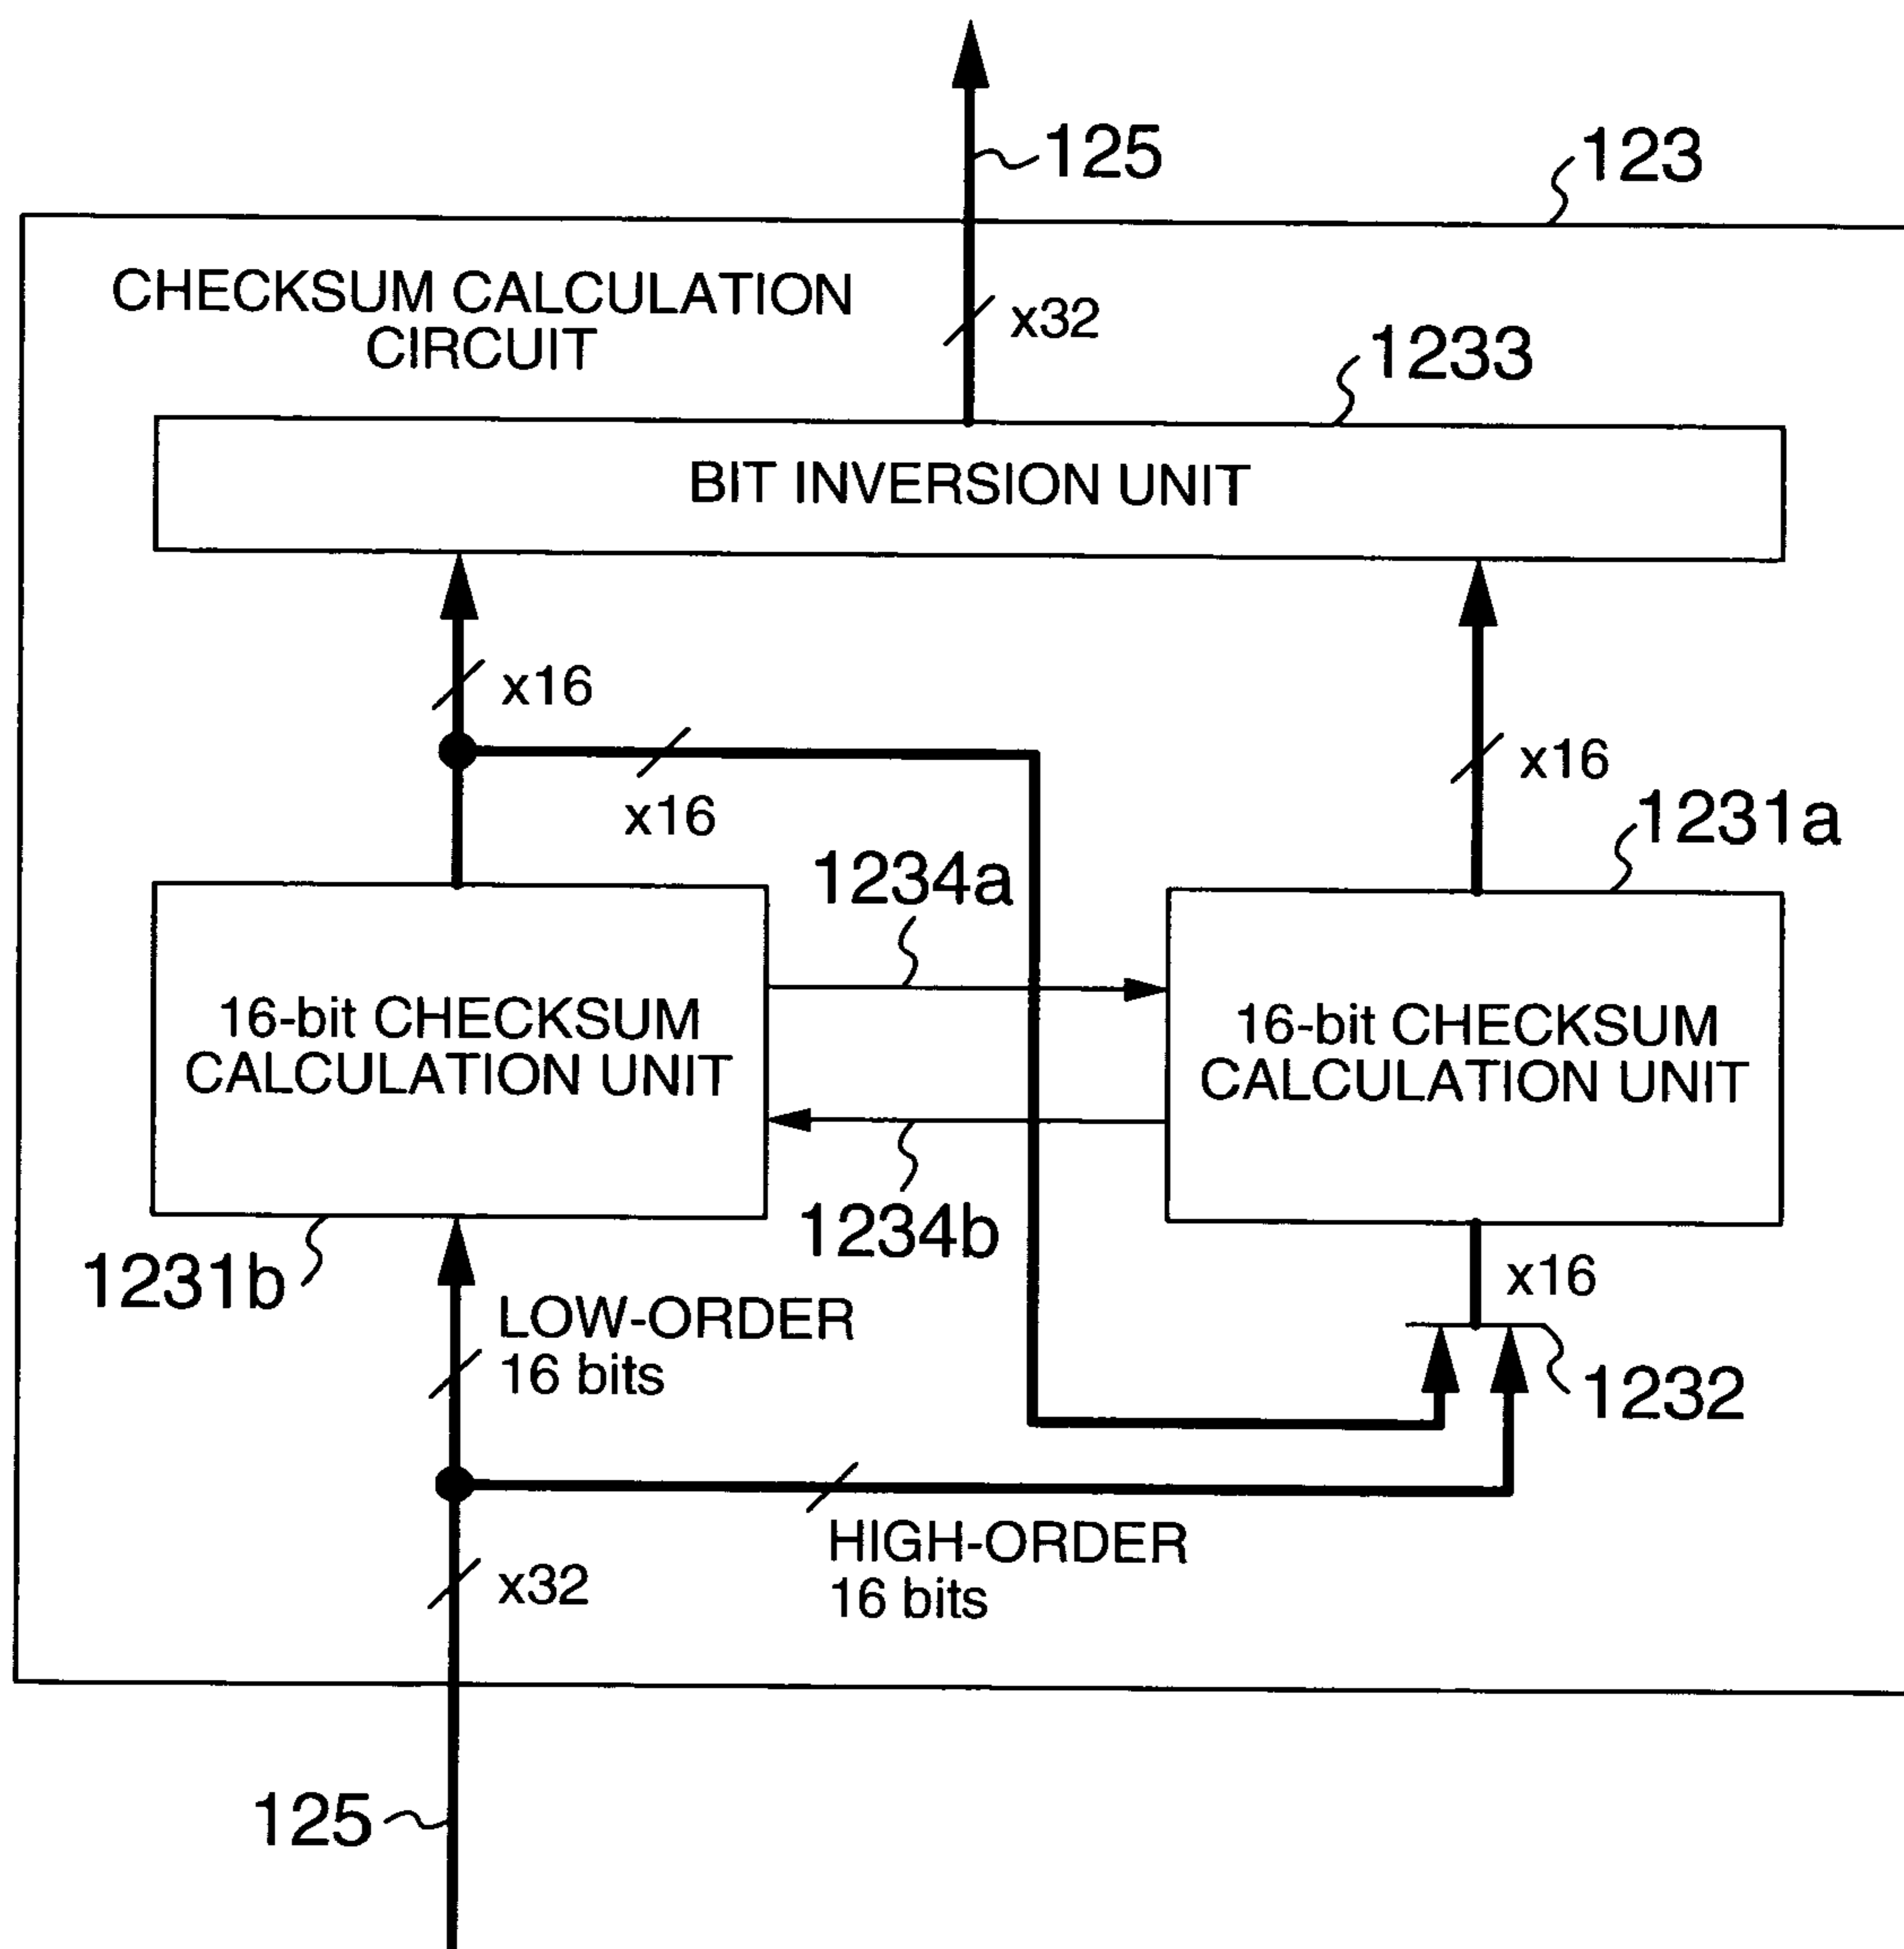 125
123
CHECKSUM CALCULATION
CIRCUIT
x32
1233
BIT INVERSION UNIT
x16
x16
x16
1231a
1234a
16-bit CHECKSUM
CALCULATION UNIT
16-bit CHECKSUM
CALCULATION UNIT
1234b
1231b
x16
LOW-ORDER
16 bits
1232
HIGH-ORDER
16 bits
x32
125